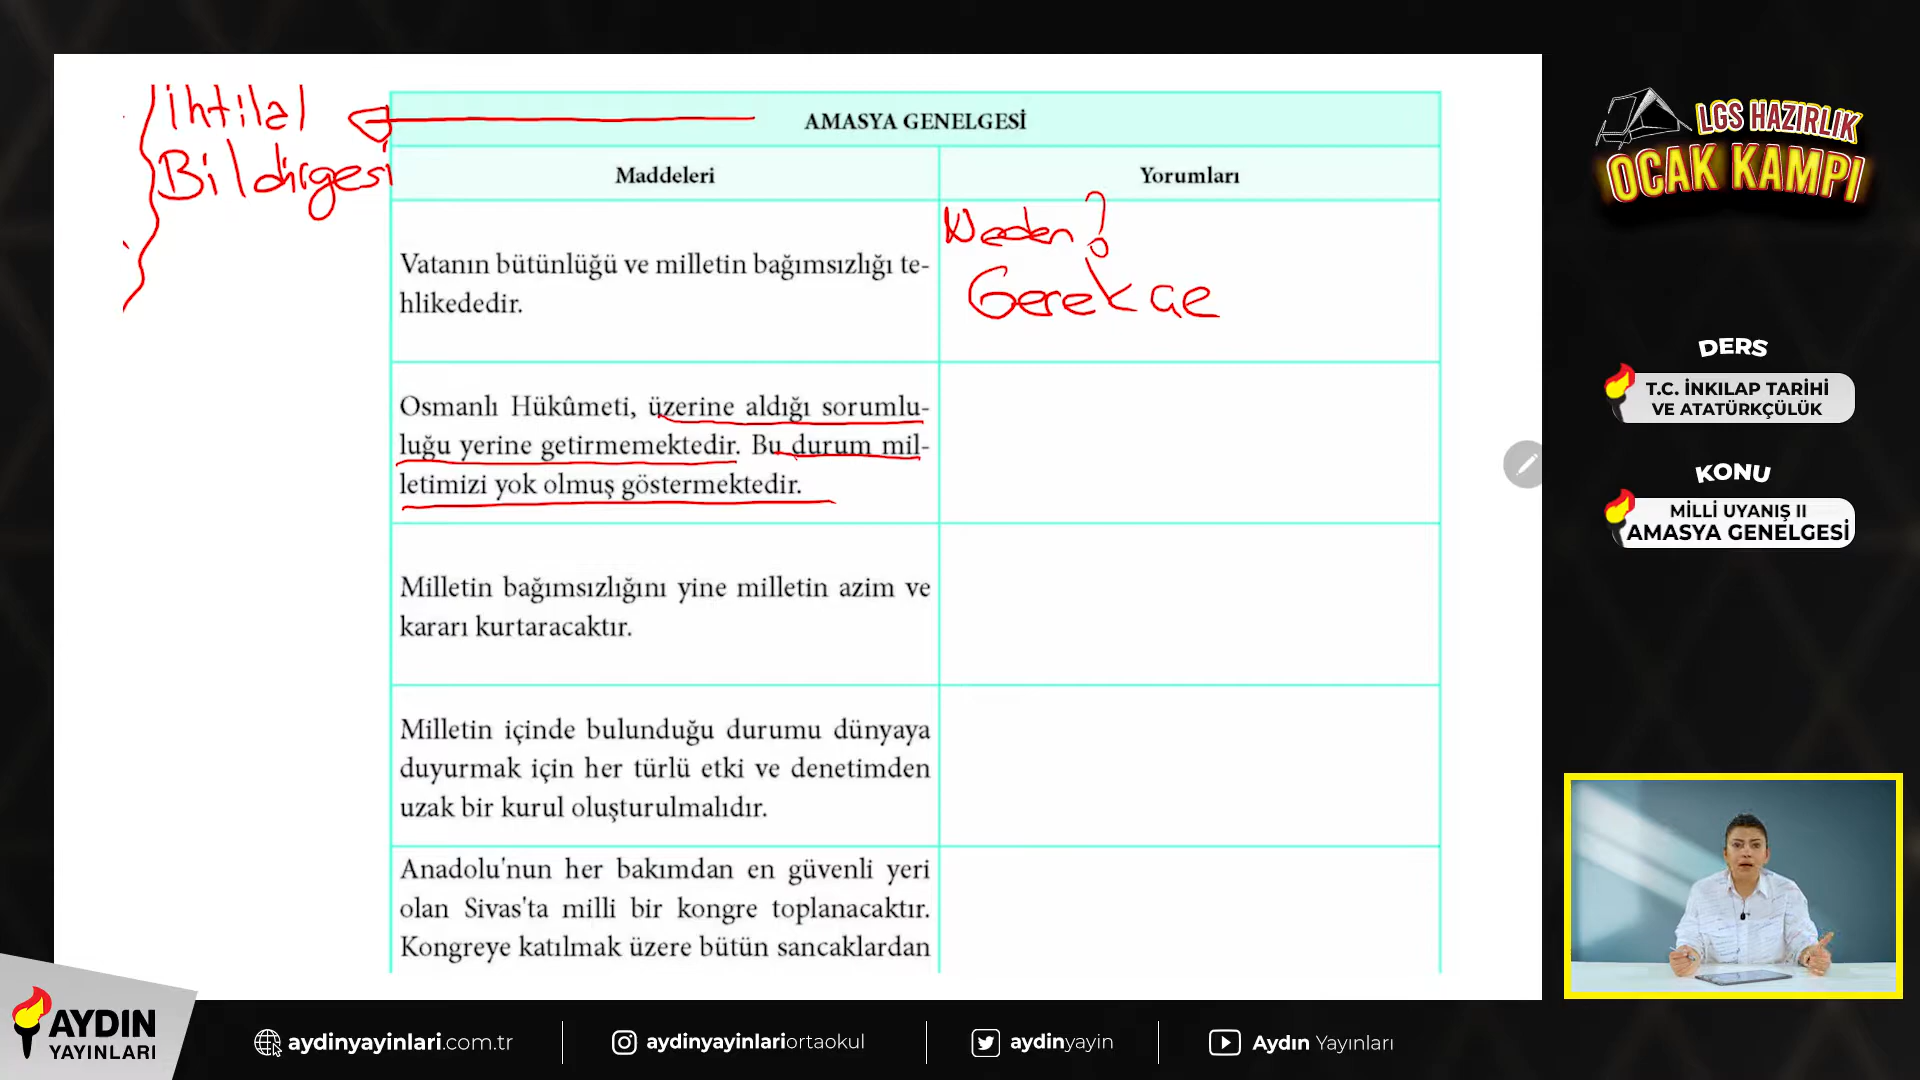 İhtilal
Bildirgesi
AMASYA GENELGESİ
Maddeleri
Yorumları
Vatanın bütünlüğü ve milletin bağımsızlığı te-
hlikededir.
Neden?
Gerekçe
Osmanlı Hükûmeti, üzerine aldığı sorumlu-
luğu yerine getirmemektedir. Bu durum mil-
letimizi yok olmuş göstermektedir.
Milletin bağımsızlığını yine milletin azim ve
kararı kurtaracaktır.
Milletin içinde bulunduğu durumu dünyaya
duyurmak için her türlü etki ve denetimden
uzak bir kurul oluşturulmalıdır.
Anadolu'nun her bakımdan en güvenli yeri
olan Sivas'ta milli bir kongre toplanacaktır.
Kongreye katılmak üzere bütün sancaklardan
LGS HAZIRLIK
OCAK KAMPI
DERS
T.C. İNKILAP TARİHİ
VE ATATÜRKÇÜLÜK
KONU
MİLLİ UYANIŞ II
AMASYA GENELGESİ
AYDIN
YAYINLARI
aydinyayinlari.com.tr
aydinyayinlariortaokul
aydinyayin
Aydın Yayınları